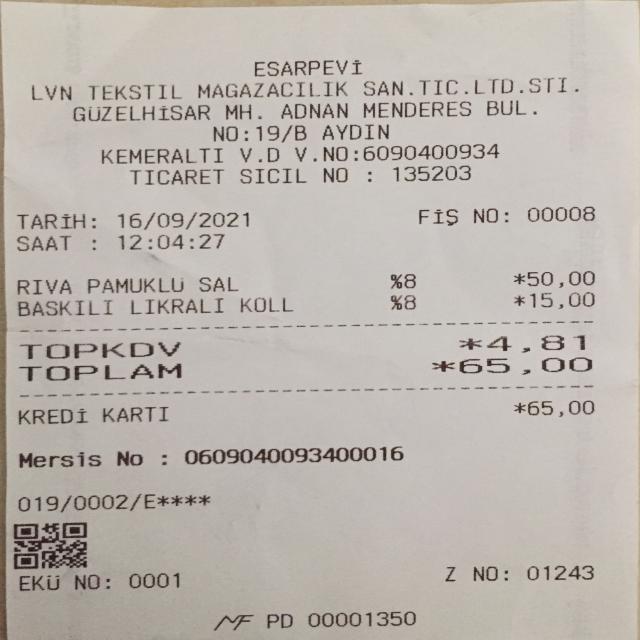 ESARPEVİ
LVN TEKSTİL MAGAZACILIK SAN.TIC.LTD.STI.
GÜZELHİSAR MH. ADNAN MENDERES BUL.
NO:19/B AYDIN
KEMERALTI V.D V.NO:6090400934
TICARET SICIL NO : 135203
TARİH: 16/09/2021 FİŞ NO: 00008
SAAT : 12:04:27
RIVA PAMUKLU SAL %8 *50,00
BASKILI LIKRALI KOLL %8 *15,00
TOPKDV *4,81
TOPLAM *65,00
KREDİ KARTI *65,00
Mersis No : 0609040093400016
019/0002/E****
EKÜ NO: 0001 Z NO: 01243
MF PD 00001350